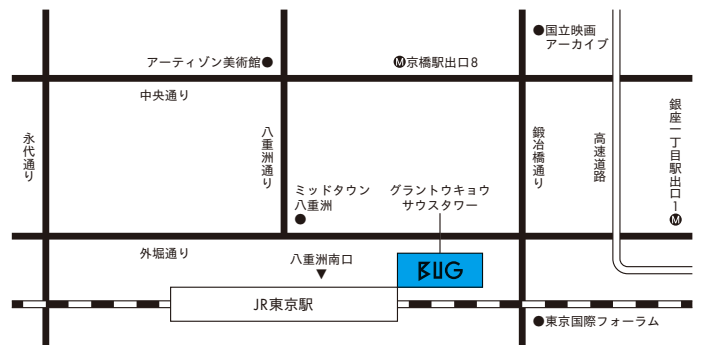 国立映画
アーカイブ
アーティゾン美術館
M京橋駅出口8
中央通り
永代通り
八重洲通り
鍛冶橋通り
高速道路
銀座一丁目駅出口1
M
ミッドタウン
八重洲
グラントウキョウ
サウスタワー
外堀通り
八重洲南口
BUG
JR東京駅
東京国際フォーラム